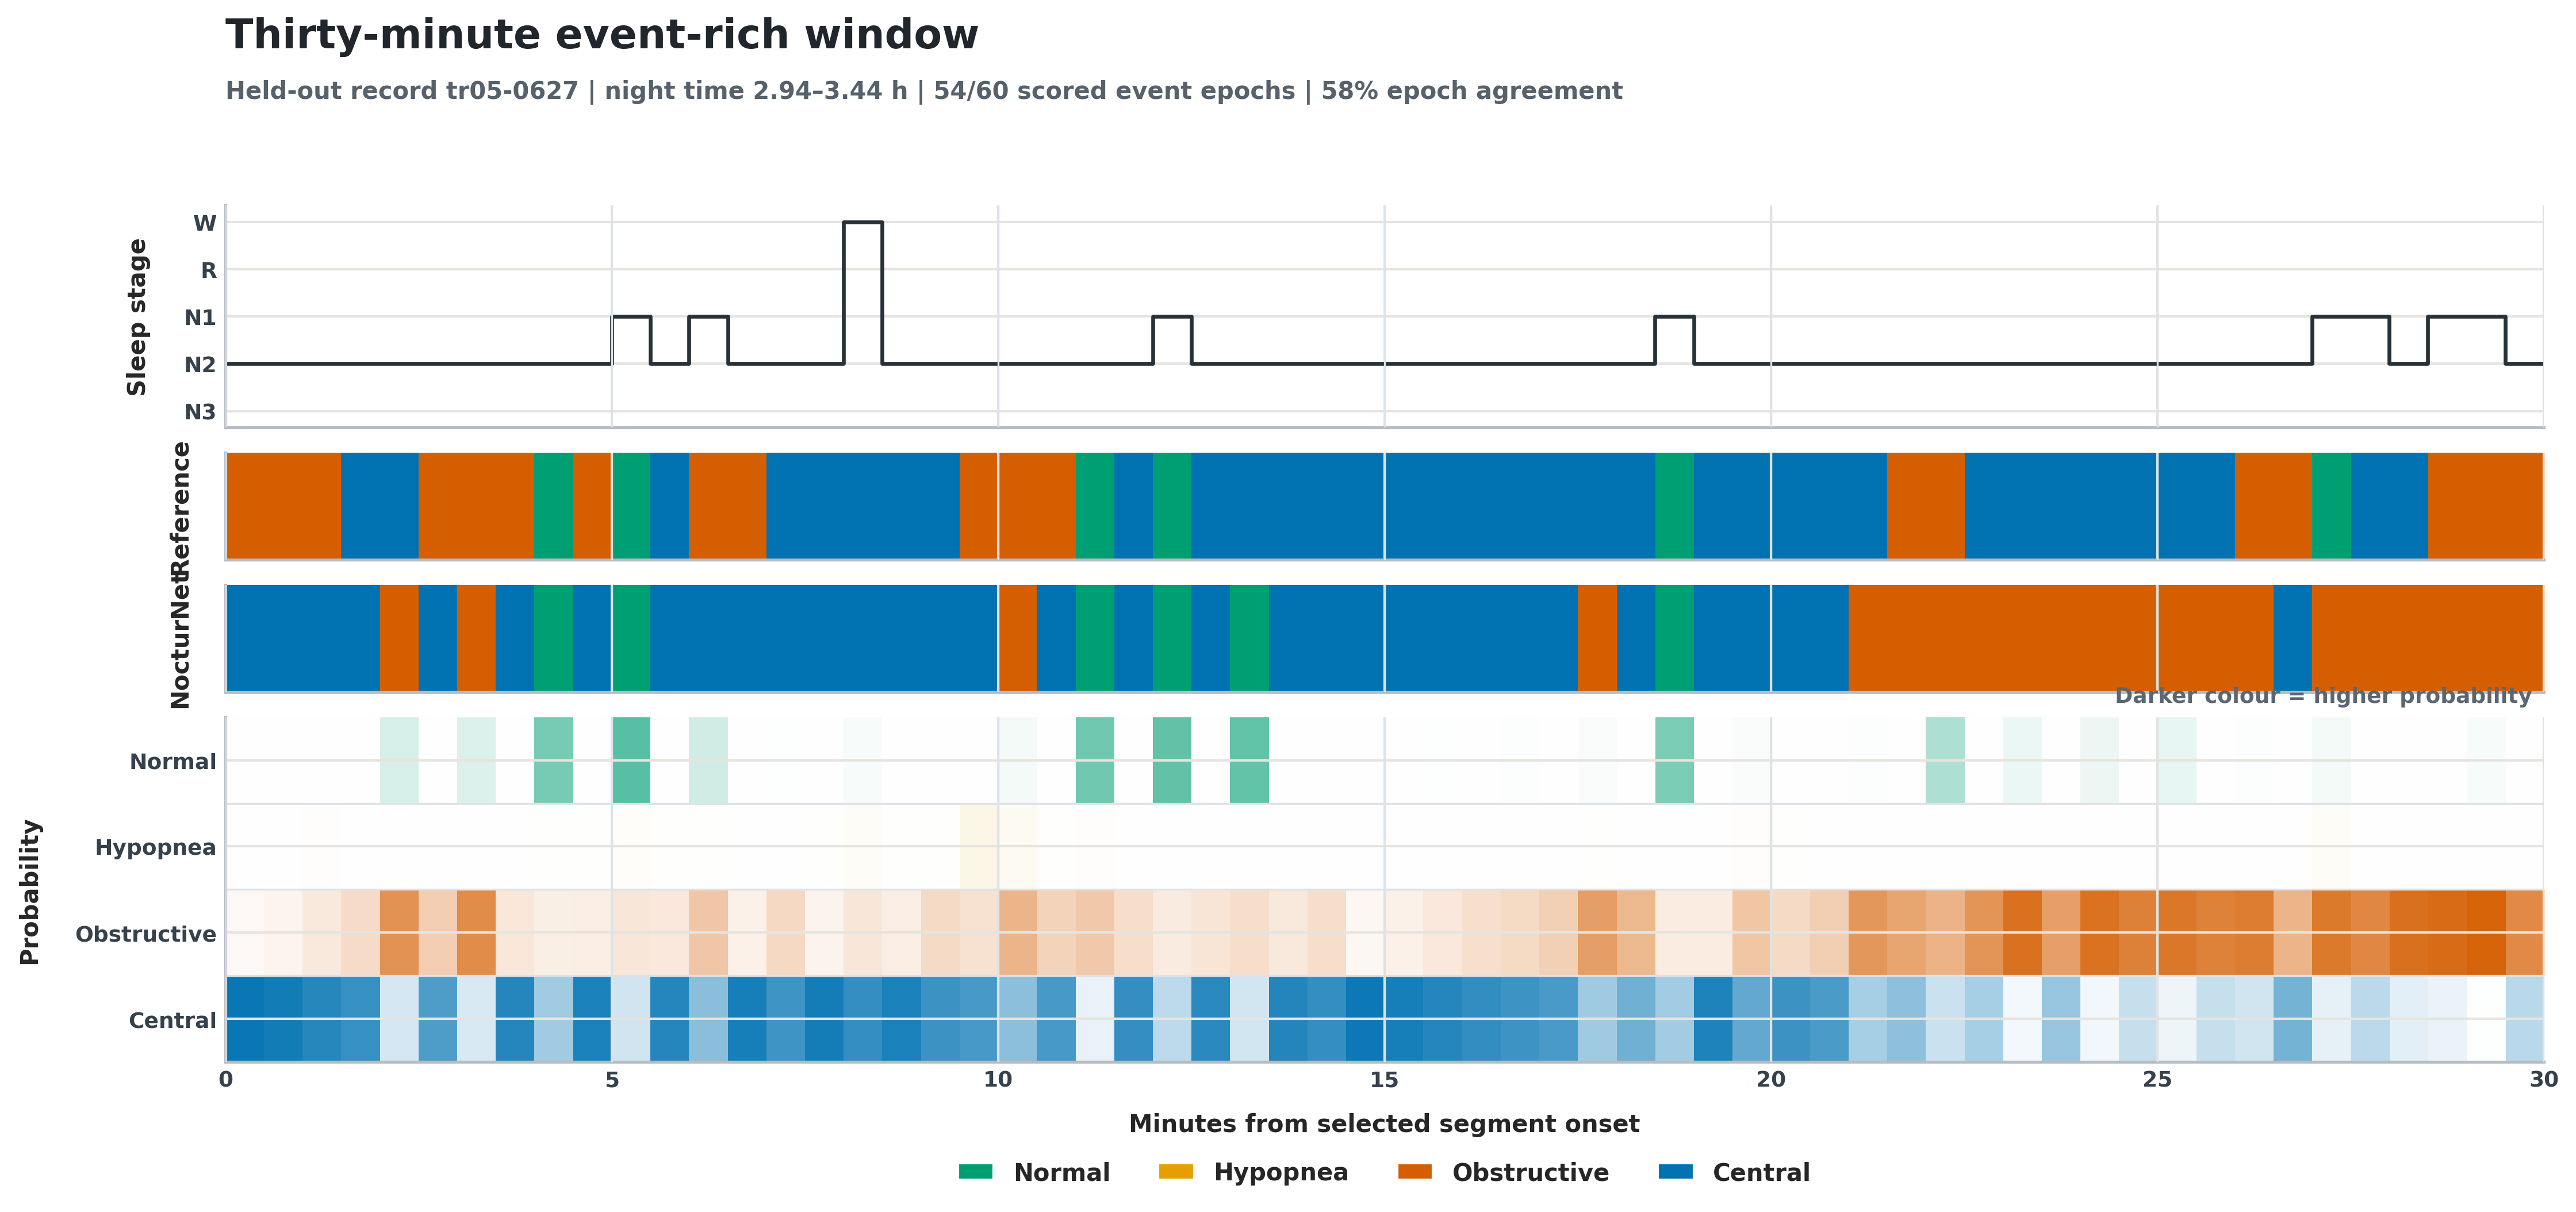 Thirty-minute event-rich window
Held-out record tr05-0627 | night time 2.94–3.44 h | 54/60 scored event epochs | 58% epoch agreement
Sleep stage
W
R
N1
N2
N3
Reference
NocturNet
Darker colour = higher probability
Probability
Normal
Hypopnea
Obstructive
Central
0 5 10 15 20 25 30
Minutes from selected segment onset
Normal Hypopnea Obstructive Central